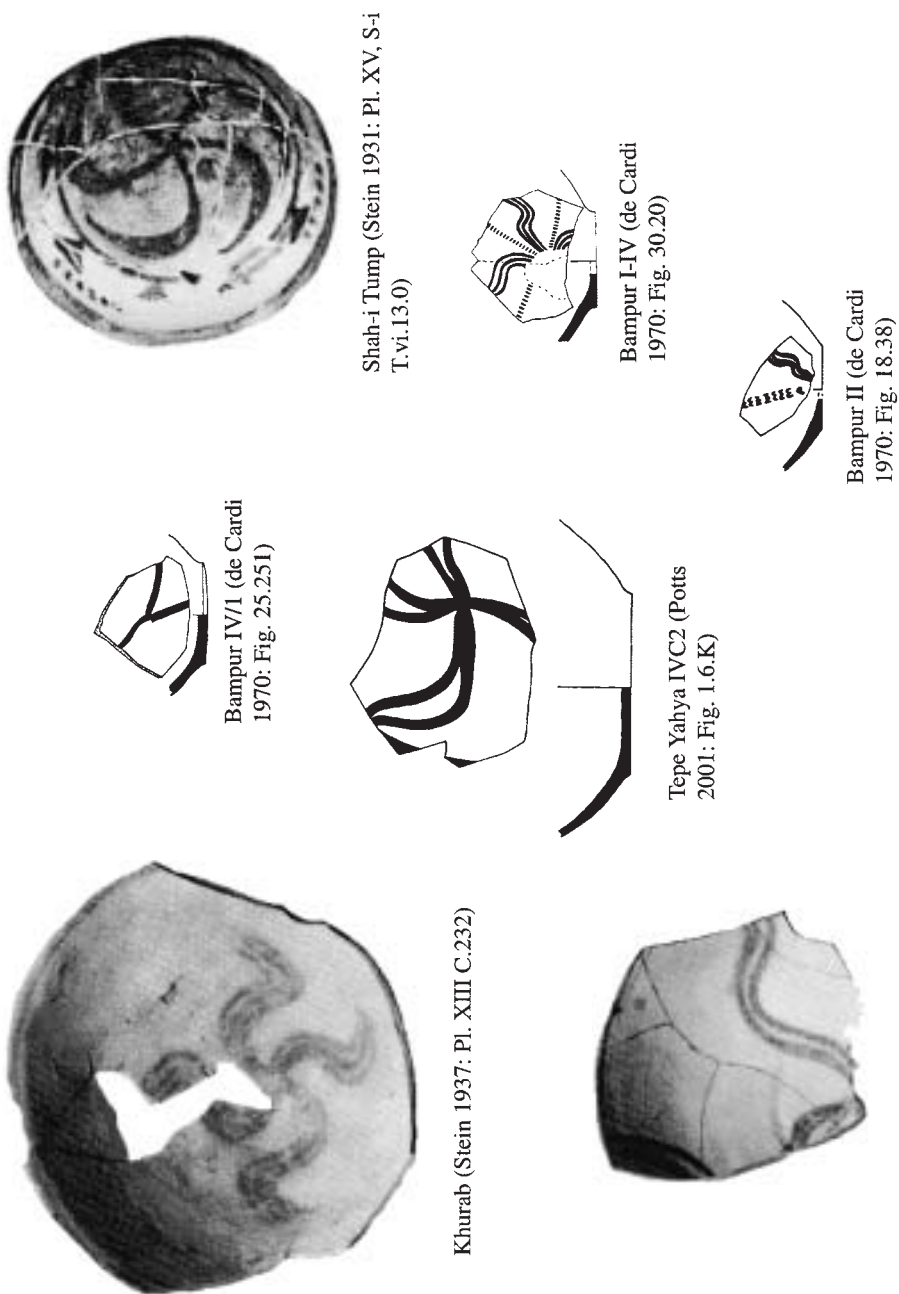 Shah-i Tump (Stein 1931: Pl. XV, S-i
T.vi.13.0)
Bampur IV/1 (de Cardi
1970: Fig. 25.251)
Bampur I-IV (de Cardi
1970: Fig. 30.20)
Khurab (Stein 1937: Pl. XIII C.232)
Tepe Yahya IVC2 (Potts
2001: Fig. 1.6.K)
Bampur II (de Cardi
1970: Fig. 18.38)